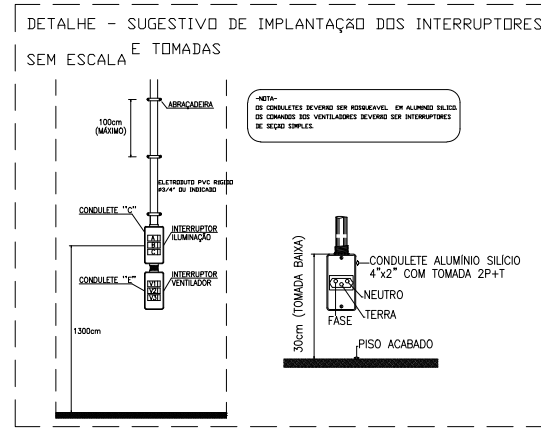 DETALHE - SUGESTIVO DE IMPLANTAÇÃO DOS INTERRUPTORES
E TOMADAS
SEM ESCALA
ABRAÇADEIRA
100cm
(MÁXIMO)
-NOTA-
OS CONDULETES DEVERÃO SER ROSQUEAVEL EM ALUMINIO SILICO.
OS COMANDOS DOS VENTILADORES DEVERÃO SER INTERRUPTORES
DE SEÇÃO SIMPLES.
ELETRODUTO PVC RIGIDO
ø3/4" OU INDICADO
CONDULETE "C"
INTERRUPTOR
ILUMINAÇÃO
CONDULETE "E"
INTERRUPTOR
VENTILADOR
1300cm
30cm (TOMADA BAIXA)
CONDULETE ALUMÍNIO SILÍCIO
4"x2" COM TOMADA 2P+T
NEUTRO
TERRA
FASE
PISO ACABADO